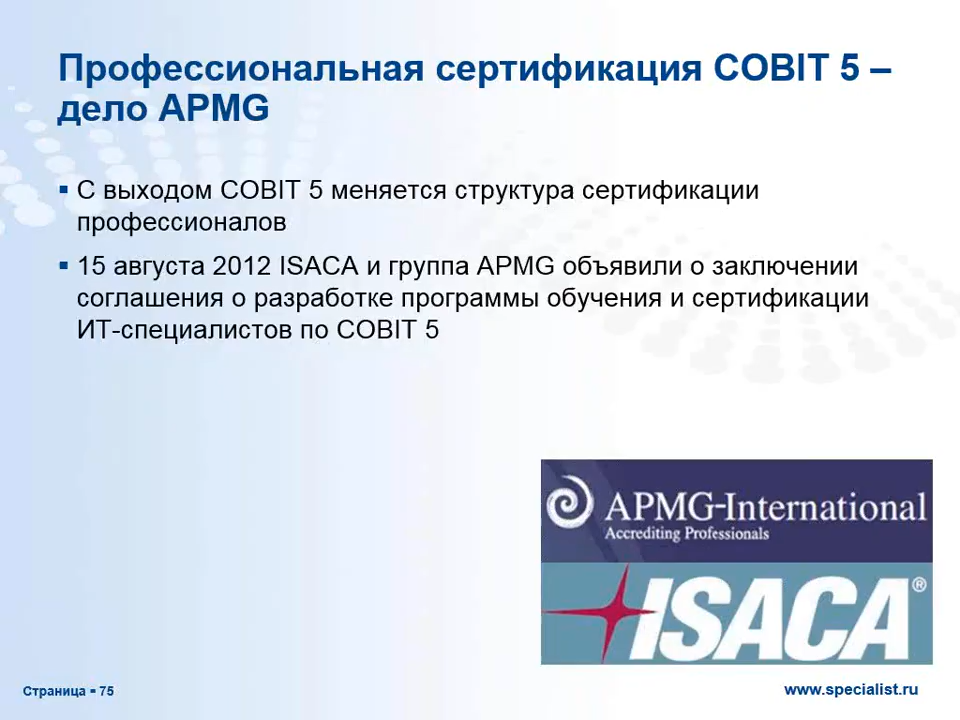 Профессиональная сертификация COBIT 5 –
дело APMG
▪ С выходом COBIT 5 меняется структура сертификации
профессионалов
▪ 15 августа 2012 ISACA и группа APMG объявили о заключении
соглашения о разработке программы обучения и сертификации
ИТ-специалистов по COBIT 5
APMG-International
Accrediting Professionals
ISACA®
Страница ▪ 75
www.specialist.ru